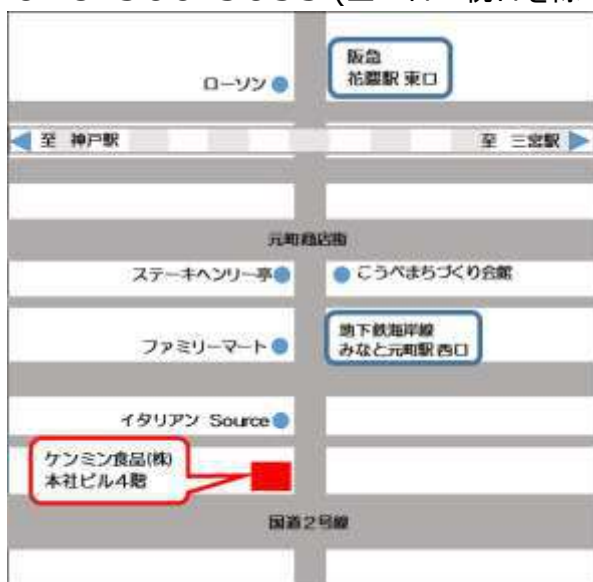 阪急
花隈駅 東口
ローソン
至 神戸駅
至 三宮駅
元町商店街
ステーキヘンリー亭
こうべまちづくり会館
地下鉄海岸線
みなと元町駅 西口
ファミリーマート
イタリアン Source
ケンミン食品(株)
本社ビル4階
国道2号線